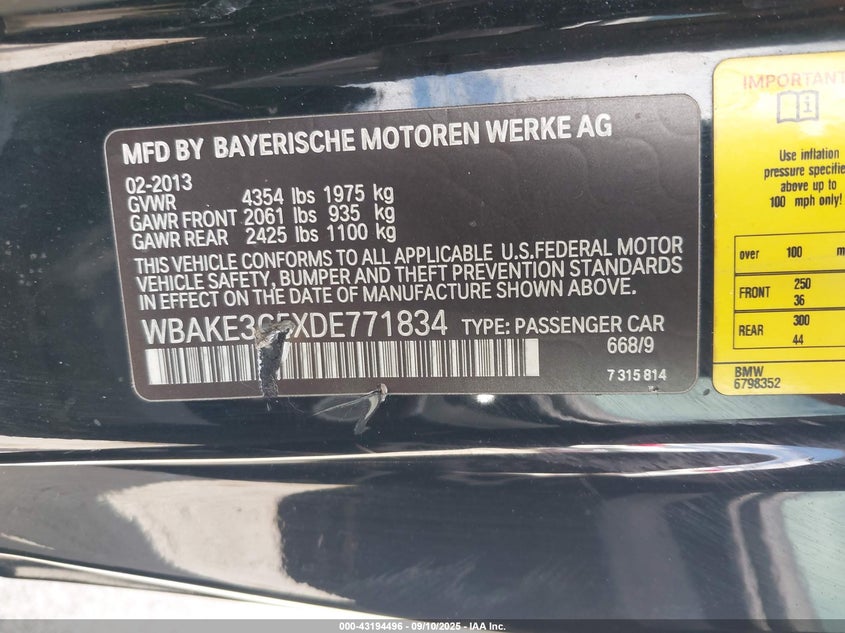 MFD BY BAYERISCHE MOTOREN WERKE AG
02-2013
GVWR 4354 lbs 1975 kg
GAWR FRONT 2061 lbs 935 kg
GAWR REAR 2425 lbs 1100 kg
THIS VEHICLE CONFORMS TO ALL APPLICABLE U.S.FEDERAL MOTOR
VEHICLE SAFETY, BUMPER AND THEFT PREVENTION STANDARDS
IN EFFECT ON THE DATE OF MANUFACTURE SHOWN ABOVE.
WBAKE3C5XDE771834 TYPE: PASSENGER CAR
668/9
7 315 814
IMPORTANT
Use inflation
pressure specifie
above up to
100 mph only!
over 100 m
FRONT 250
36
REAR 300
44
BMW
6798352
000-43194496 - 09/10/2025 - IAA Inc.